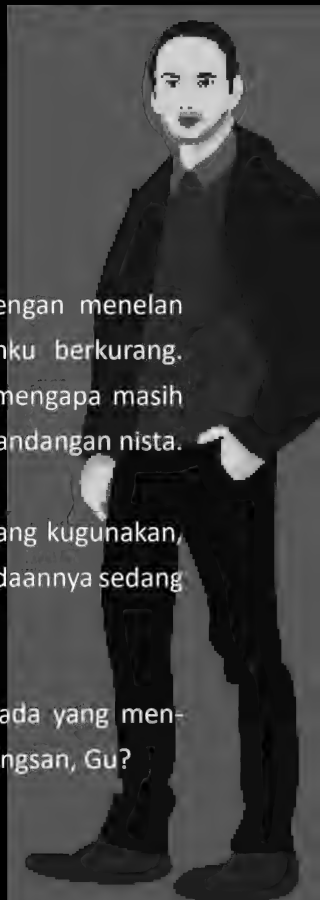 engan menelan
nku berkurang.
mengapa masih
andangan nista.
ang kugunakan,
daannya sedang
ada yang men-
ngsan, Gu?